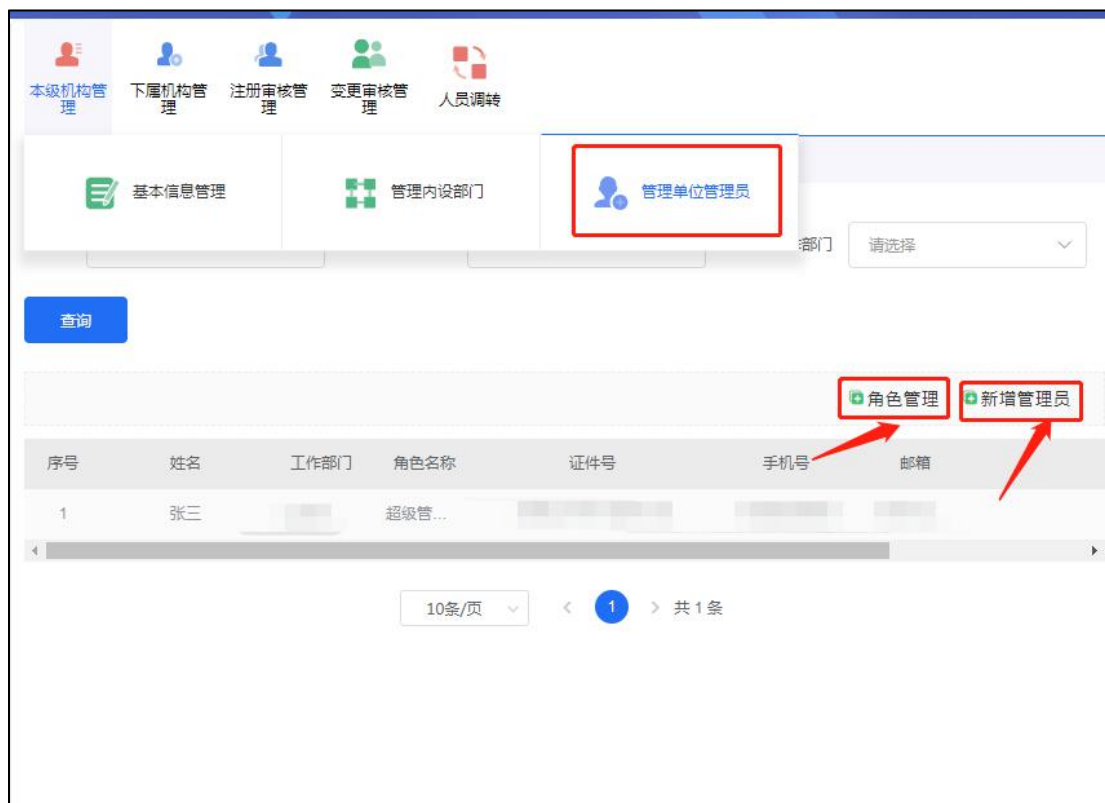 本级机构管
理
下属机构管
理
注册审核管
理
变更审核管
理
人员调转
基本信息管理
管理内设部门
管理单位管理员
部门
请选择
查询
角色管理
新增管理员
序号
姓名
工作部门
角色名称
证件号
手机号
邮箱
1
张三
超级管...
10条/页
1
共 1 条